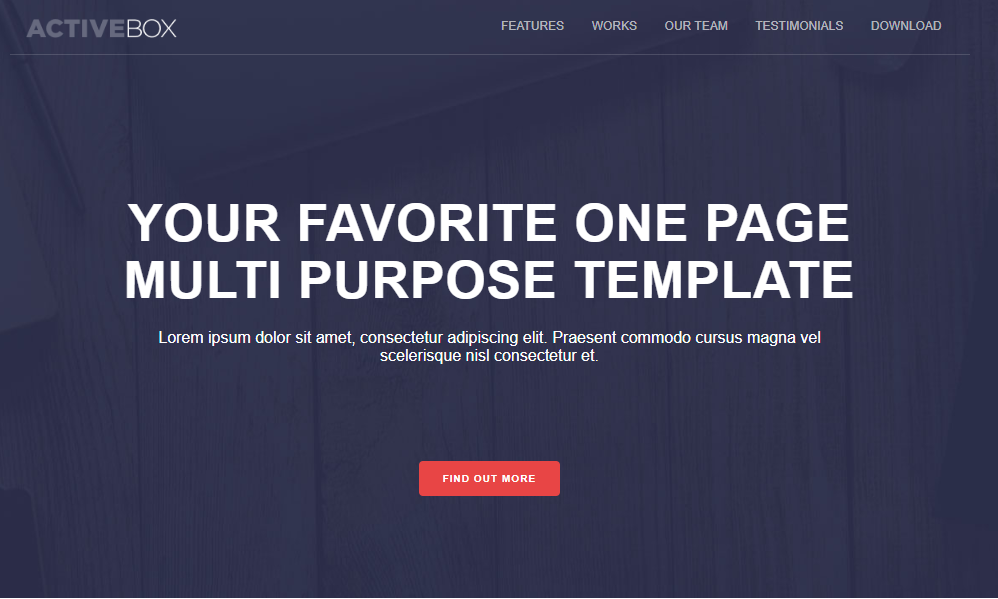 ACTIVEBOX
FEATURES WORKS OUR TEAM TESTIMONIALS DOWNLOAD
YOUR FAVORITE ONE PAGE
MULTI PURPOSE TEMPLATE
Lorem ipsum dolor sit amet, consectetur adipiscing elit. Praesent commodo cursus magna vel
scelerisque nisl consectetur et.
FIND OUT MORE